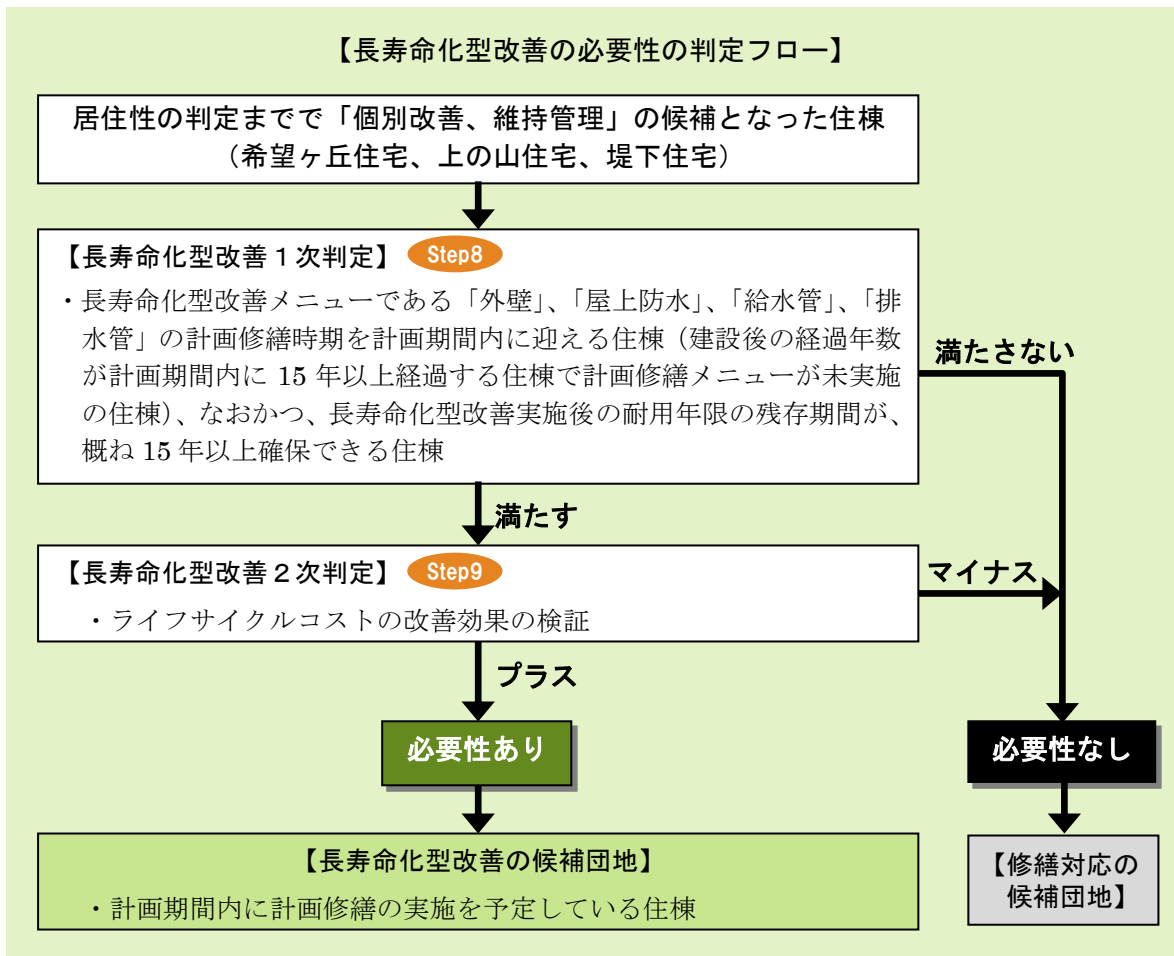 【長寿命化型改善の必要性の判定フロー】
居住性の判定までで「個別改善、維持管理」の候補となった住棟
（希望ヶ丘住宅、上の山住宅、堤下住宅）
【長寿命化型改善１次判定】 Step8
・長寿命化型改善メニューである「外壁」、「屋上防水」、「給水管」、「排
水管」の計画修繕時期を計画期間内に迎える住棟（建設後の経過年数
が計画期間内に 15 年以上経過する住棟で計画修繕メニューが未実施
の住棟）、なおかつ、長寿命化型改善実施後の耐用年限の残存期間が、
概ね 15 年以上確保できる住棟
満たさない
満たす
【長寿命化型改善２次判定】 Step9
・ライフサイクルコストの改善効果の検証
マイナス
プラス
必要性あり
必要性なし
【長寿命化型改善の候補団地】
・計画期間内に計画修繕の実施を予定している住棟
【修繕対応の
候補団地】